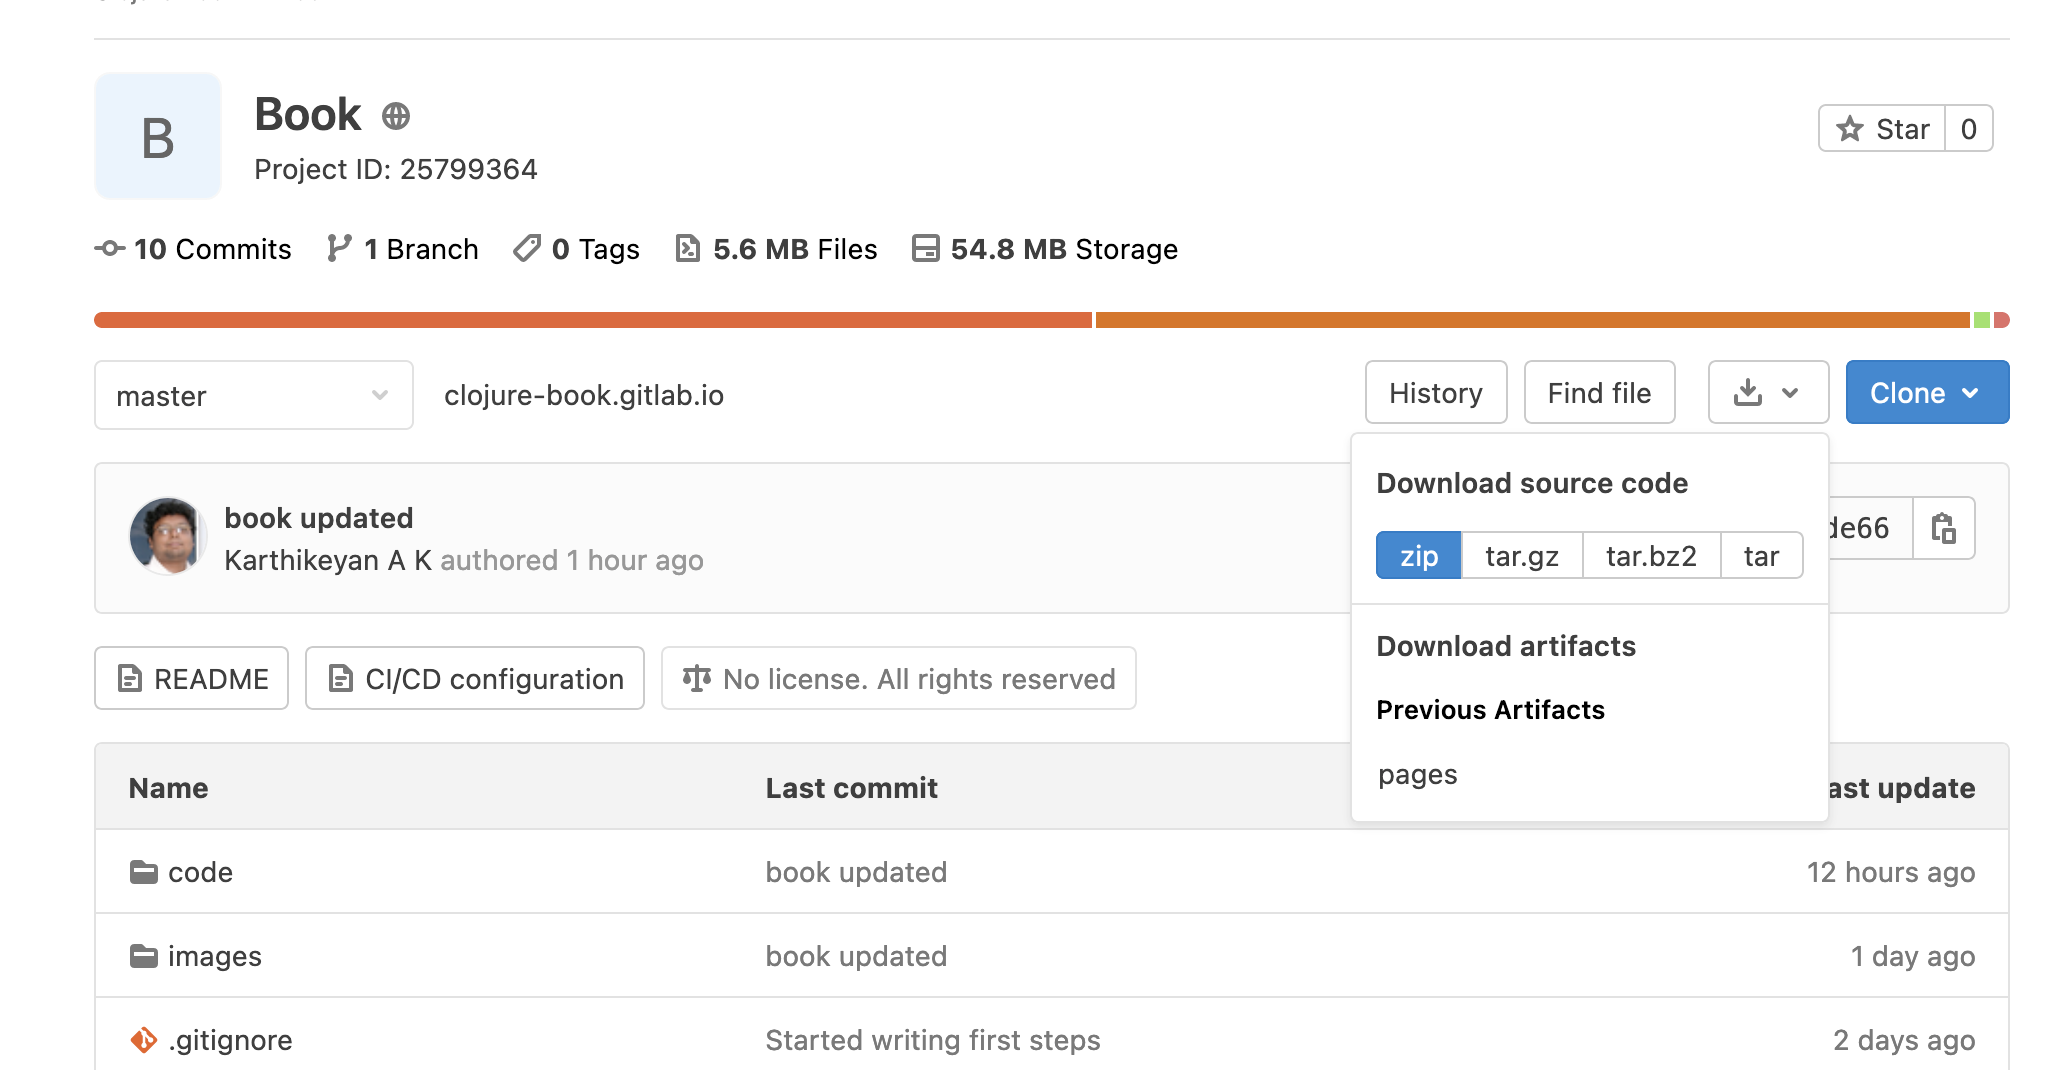 B
Book
Project ID: 25799364
Star 0
10 Commits 1 Branch 0 Tags 5.6 MB Files 54.8 MB Storage
master clojure-book.gitlab.io History Find file Clone
book updated
Karthikeyan A K authored 1 hour ago
de66
Download source code
zip tar.gz tar.bz2 tar
Download artifacts
Previous Artifacts
pages
README CI/CD configuration No license. All rights reserved
Name Last commit ast update
code book updated 12 hours ago
images book updated 1 day ago
.gitignore Started writing first steps 2 days ago